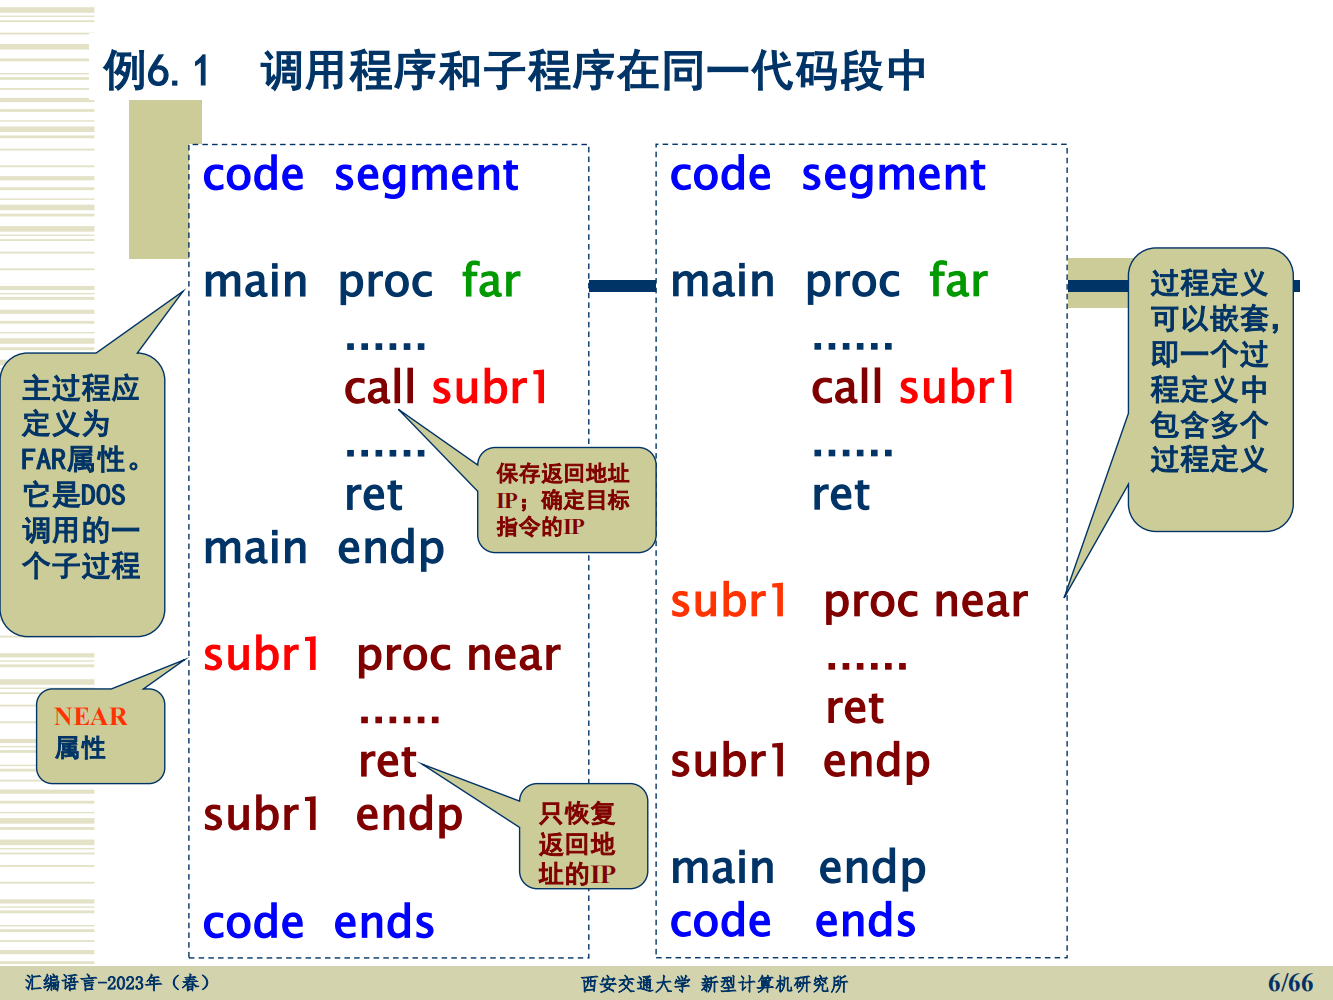 例6.1 调用程序和子程序在同一代码段中
code segment
main proc far
......
call subr1
......
ret
main endp
subr1 proc near
......
ret
subr1 endp
code ends
主过程应
定义为
FAR属性。
它是DOS
调用的一
个子过程
NEAR
属性
保存返回地址
IP；确定目标
指令的IP
只恢复
返回地
址的IP
code segment
main proc far
......
call subr1
......
ret
subr1 proc near
......
ret
subr1 endp
main endp
code ends
过程定义
可以嵌套，
即一个过
程定义中
包含多个
过程定义
汇编语言-2023年（春）
西安交通大学 新型计算机研究所
6/66